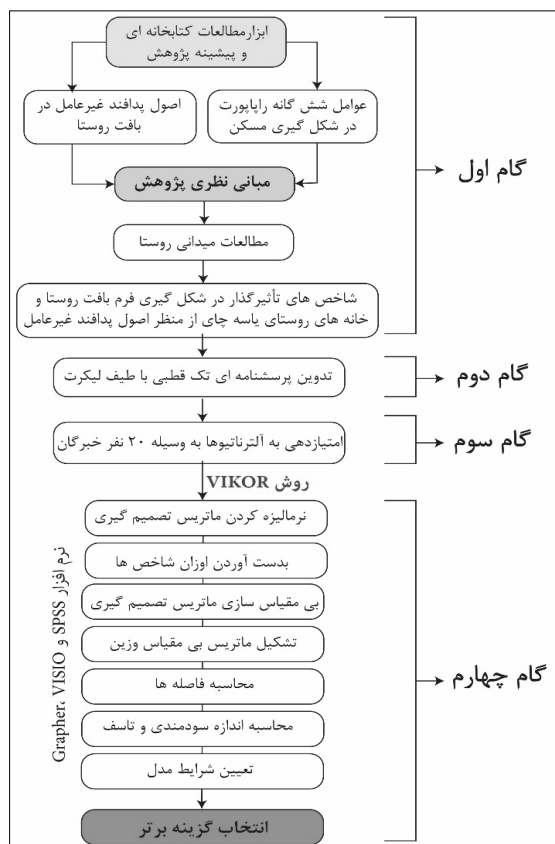 ابزارمطالعات کتابخانه ای
و پیشینه پژوهش
عوامل شش گانه راپاپورت
در شکل گیری مسکن
اصول پدافند غیرعامل در
بافت روستا
مبانی نظری پژوهش
مطالعات میدانی روستا
شاخص های تأثیرگذار در شکل گیری فرم بافت روستا و
خانه های روستای یاسه چای از منظر اصول پدافند غیرعامل
گام اول
تدوین پرسشنامه ای تک قطبی با طیف لیکرت
گام دوم
امتیازدهی به آلترناتیوها به وسیله ۲۰ نفر خبرگان
گام سوم
روش VIKOR
نرمالیزه کردن ماتریس تصمیم گیری
بدست آوردن اوزان شاخص ها
بی مقیاس سازی ماتریس تصمیم گیری
تشکیل ماتریس بی مقیاس وزین
محاسبه فاصله ها
محاسبه اندازه سودمندی و تاسف
تعیین شرایط مدل
انتخاب گزینه برتر
گام چهارم
نرم افزار SPSS و Grapher، VISIO